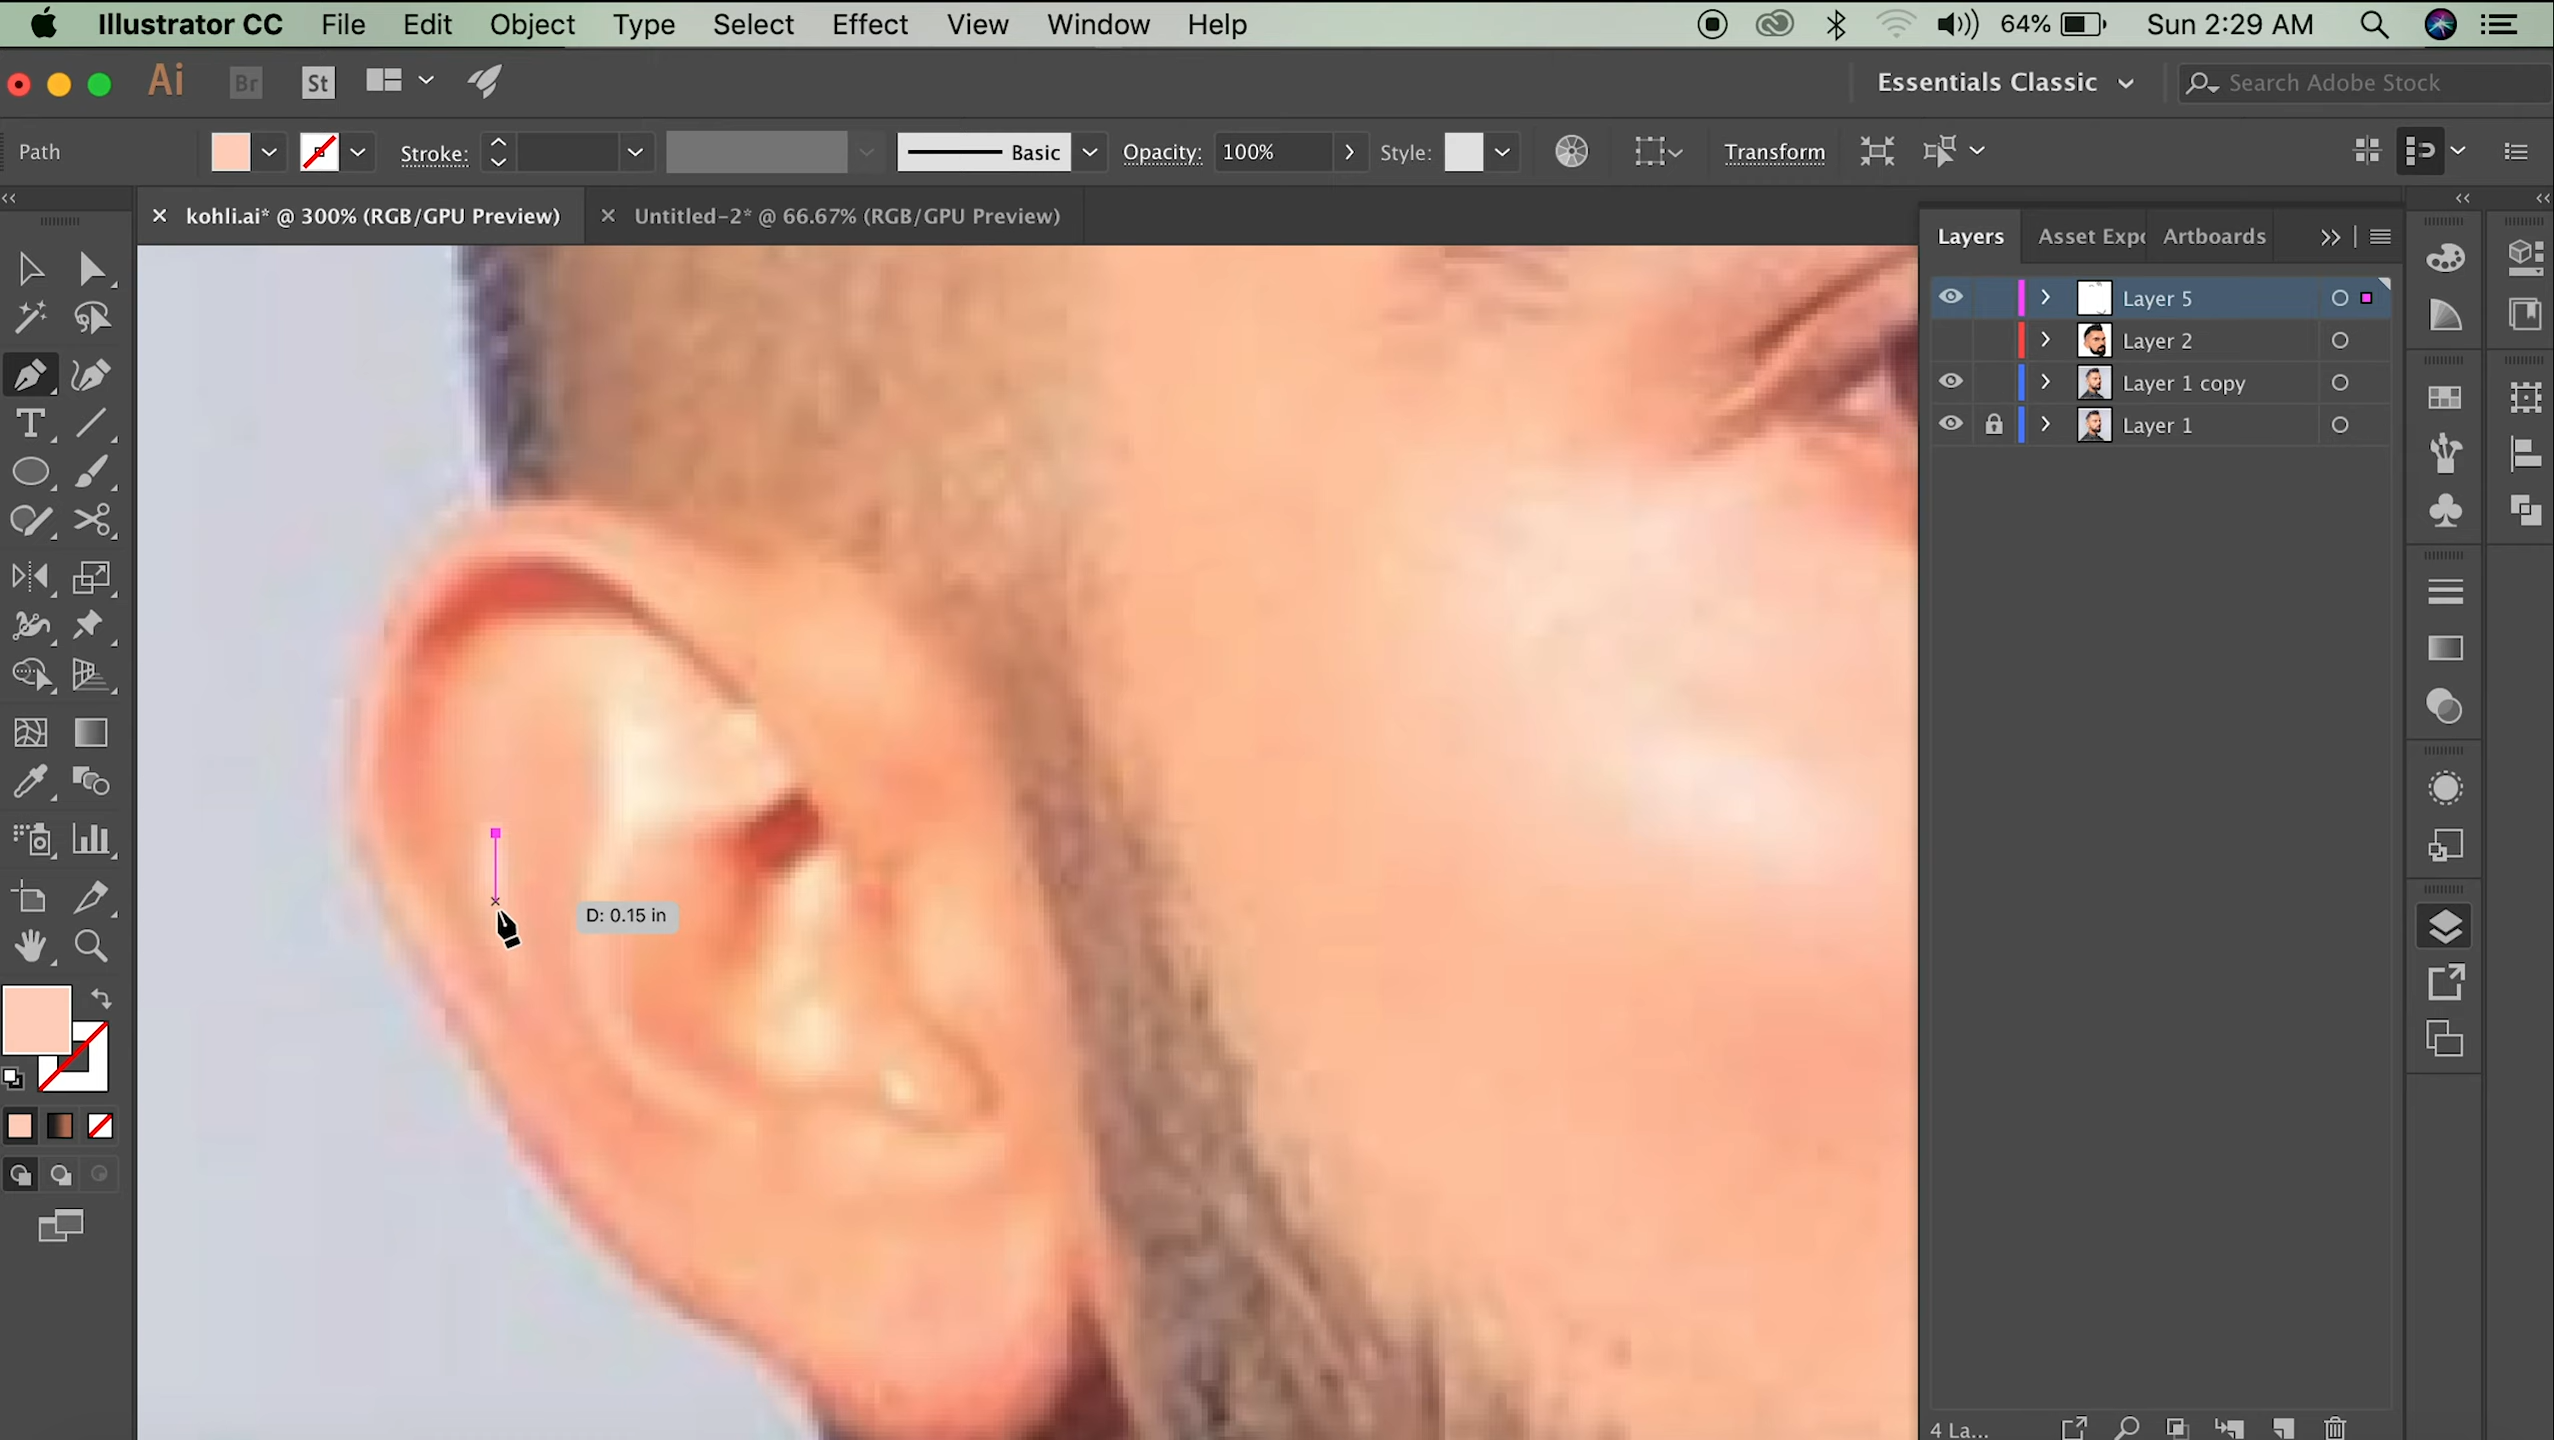 Illustrator CC File Edit Object Type Select Effect View Window Help 64% Sun 2:29 AM
Ai Br St Essentials Classic Search Adobe Stock
Path Stroke: Basic Opacity: 100% Style: Transform
kohli.ai* @ 300% (RGB/GPU Preview) Untitled-2* @ 66.67% (RGB/GPU Preview)
Layers Asset Expo Artboards
Layer 5
Layer 2
Layer 1 copy
Layer 1
D: 0.15 in
4 La...